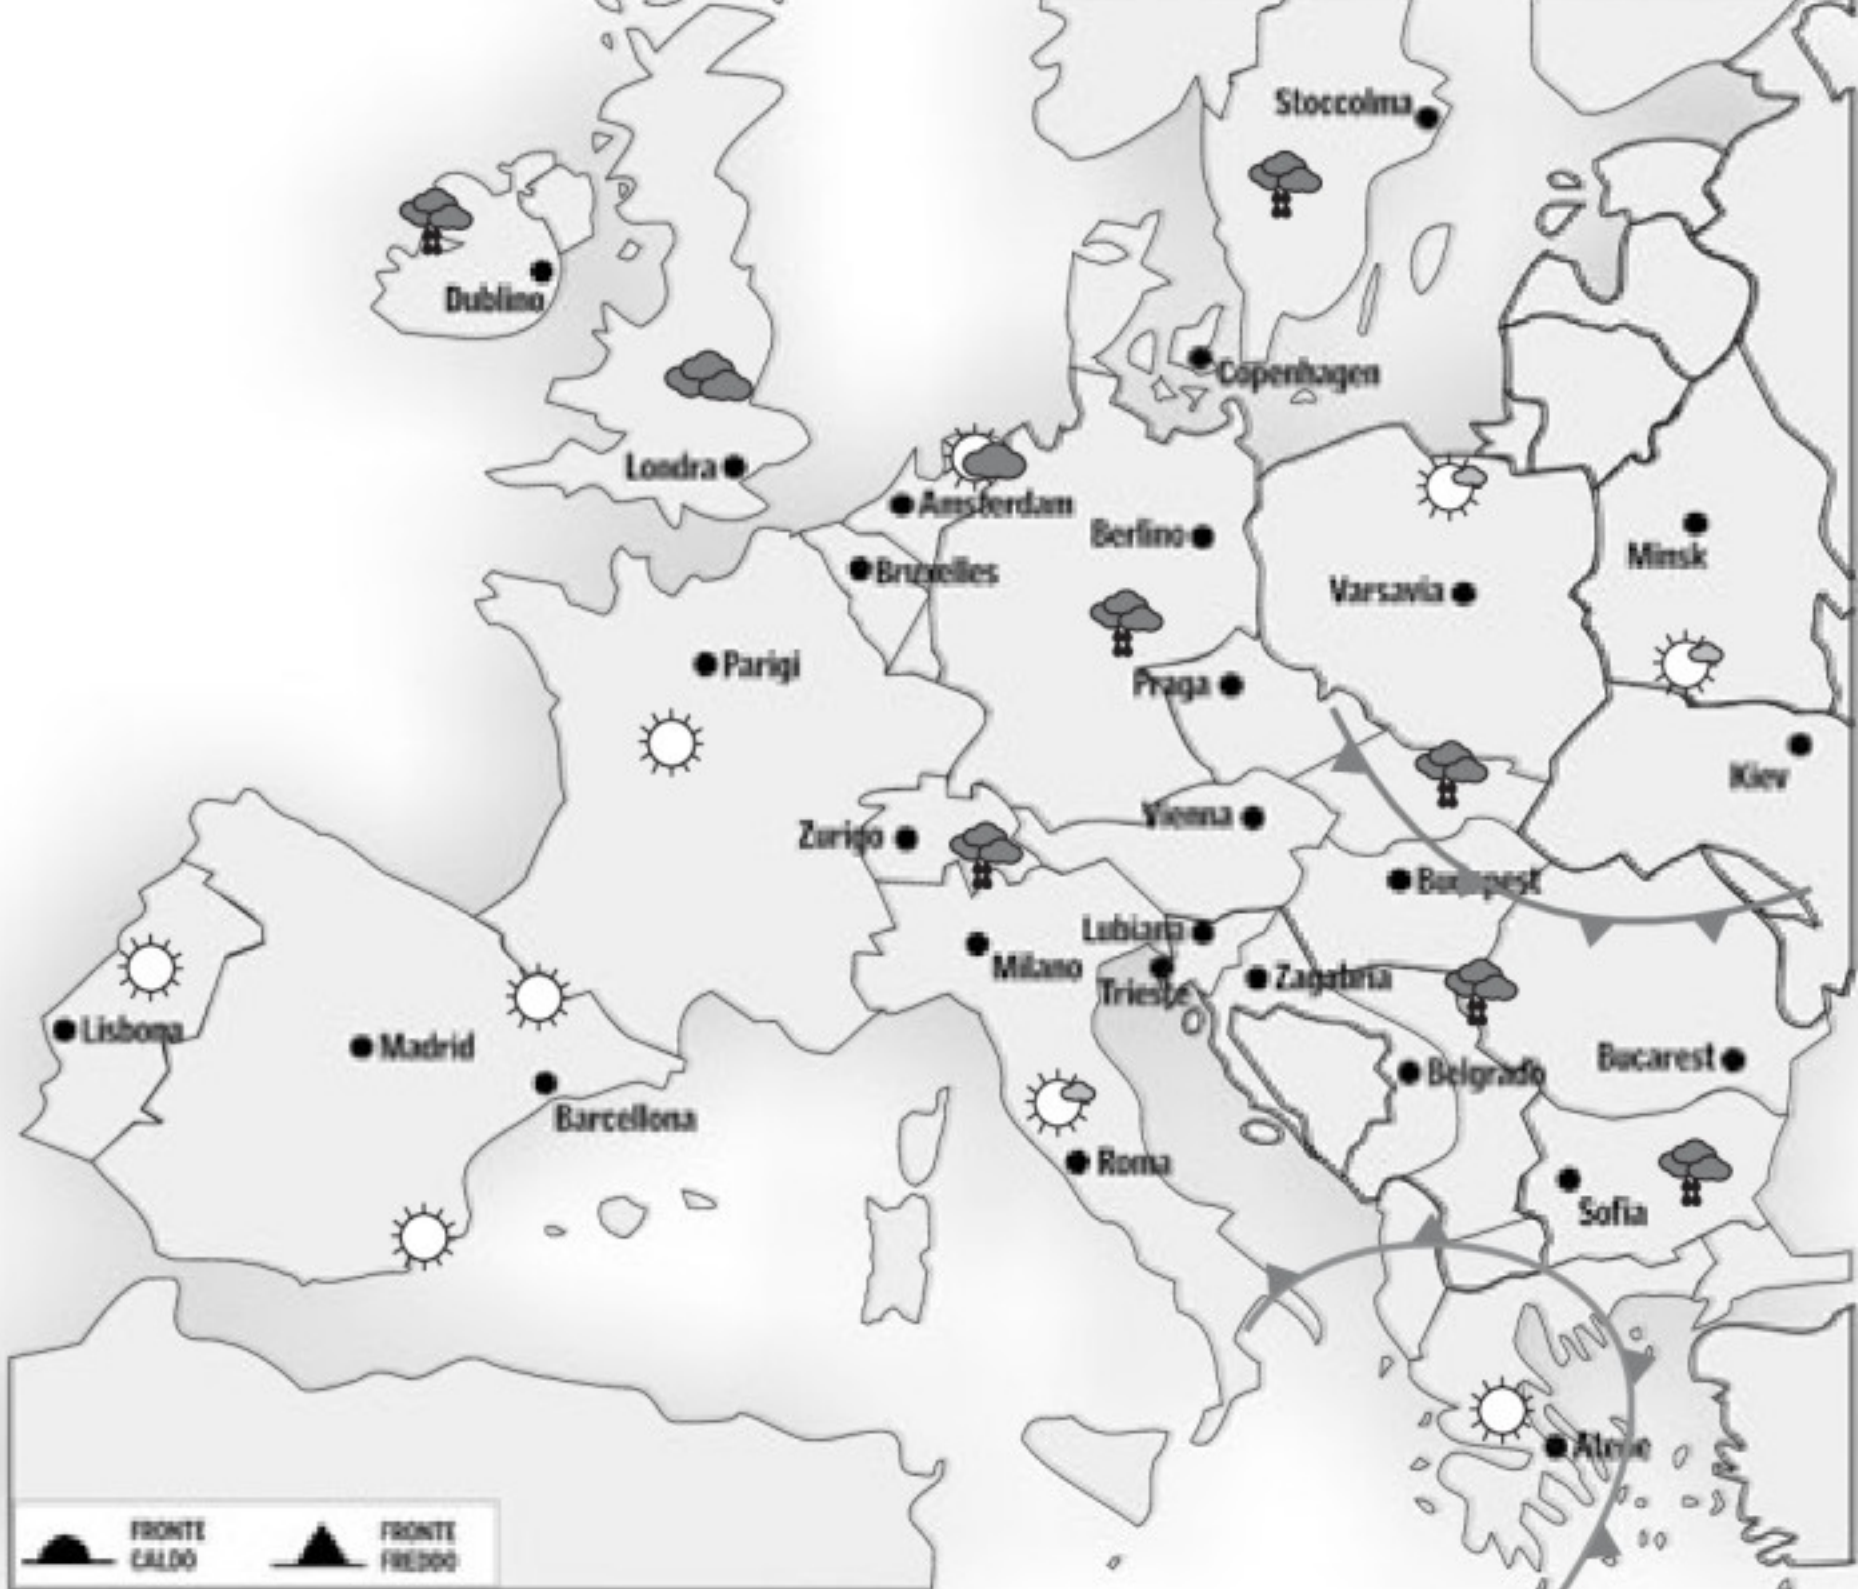 Stoccolma
Dublino
Copenhagen
Londra
Amsterdam
Berlino
Minsk
Bruxelles
Varsavia
Parigi
Praga
Kiev
Vienna
Zurigo
Budapest
Lubiana
Milano
Trieste
Zagabria
Lisbona
Madrid
Bucarest
Belgrado
Barcellona
Roma
Sofia
Atene
FRONTE
CALDO
FRONTE
FREDDO